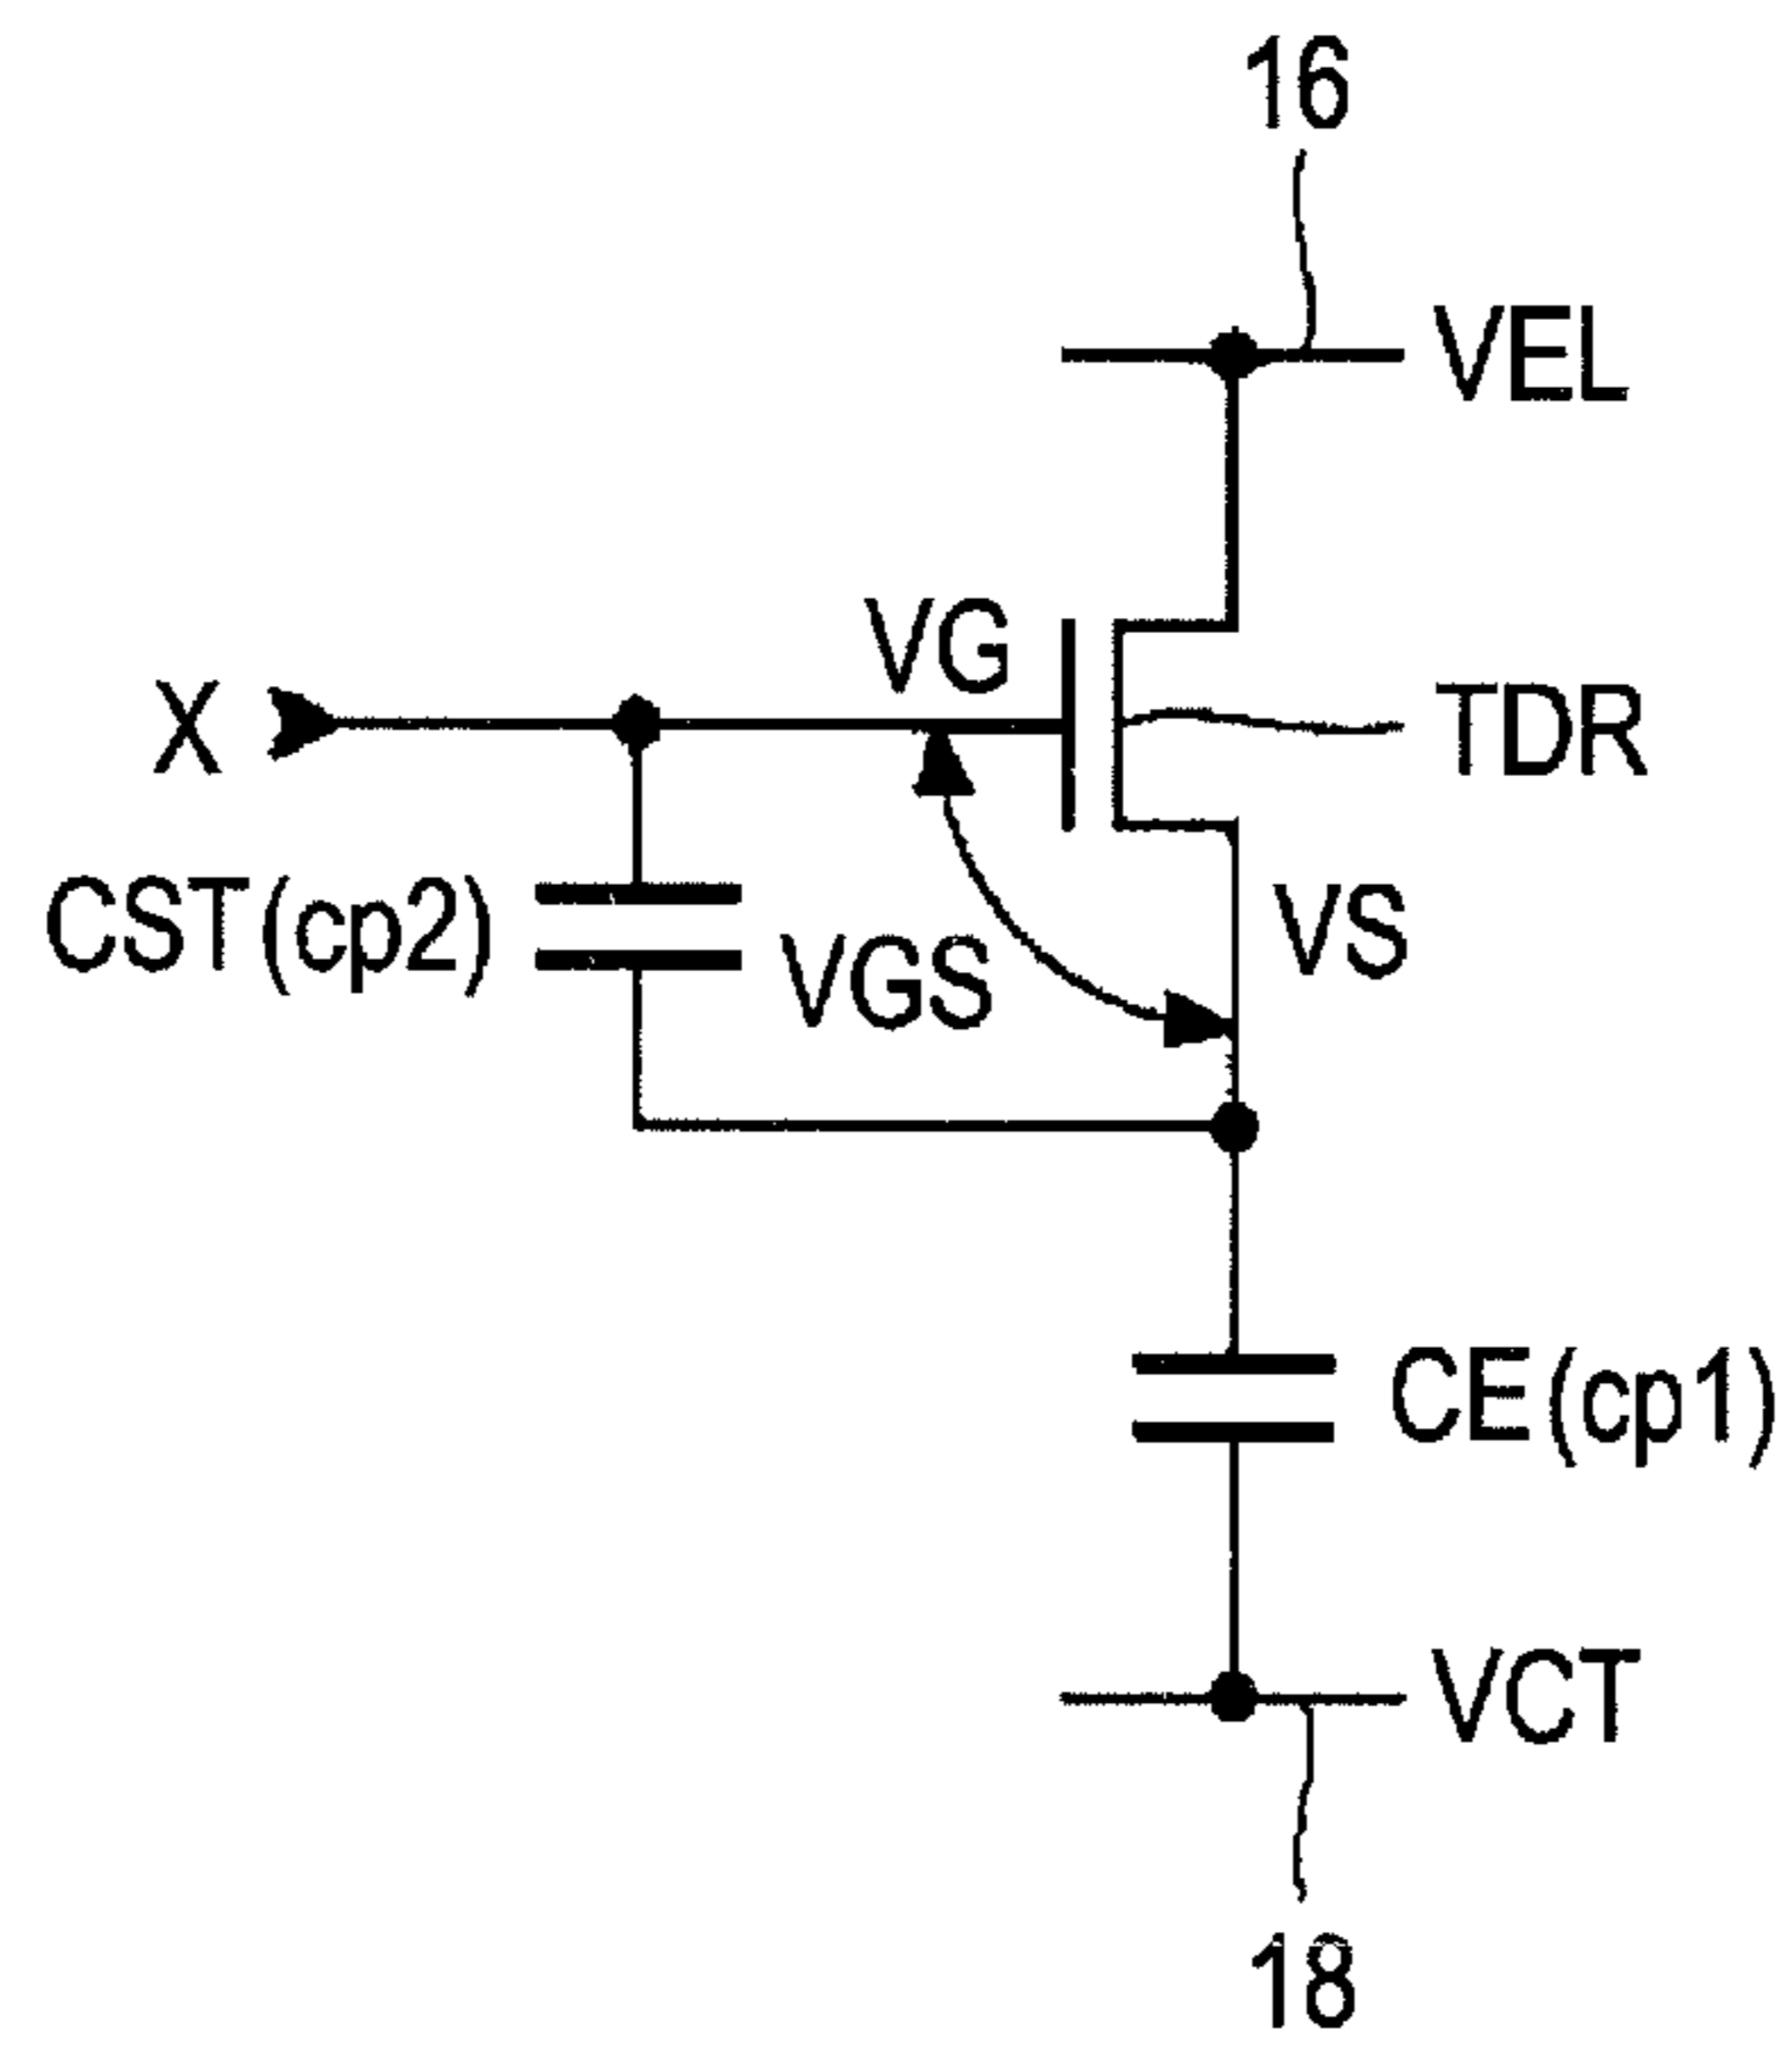 16
VEL
VG
X
TDR
CST(cp2)
VGS
VS
CE(cp1)
VCT
18